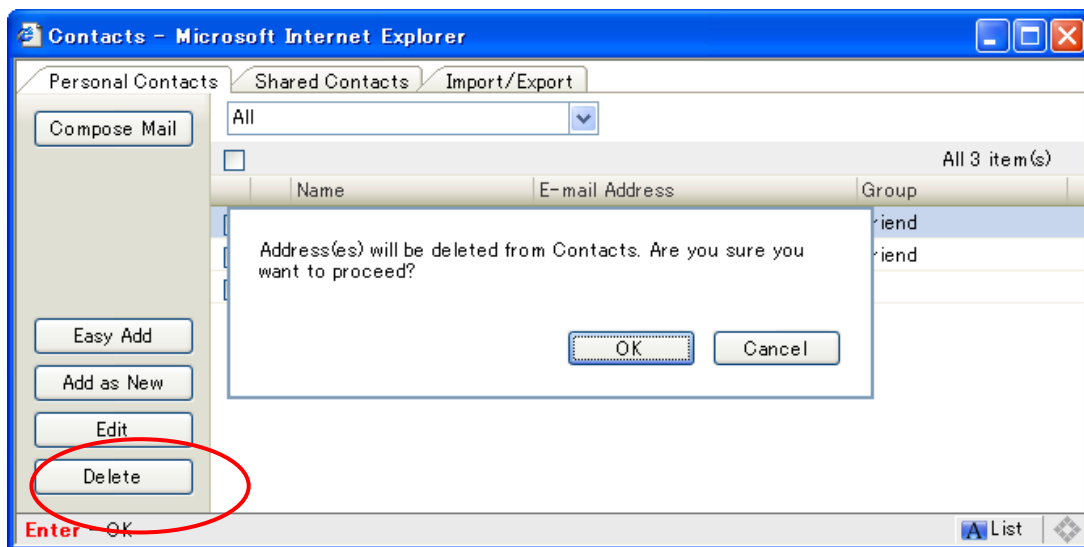 Contacts - Microsoft Internet Explorer
Personal Contacts Shared Contacts Import/Export
Compose Mail
All
All 3 item(s)
Name E-mail Address Group
riend
Address(es) will be deleted from Contacts. Are you sure you
want to proceed?
riend
OK Cancel
Easy Add
Add as New
Edit
Delete
Enter - OK
A List